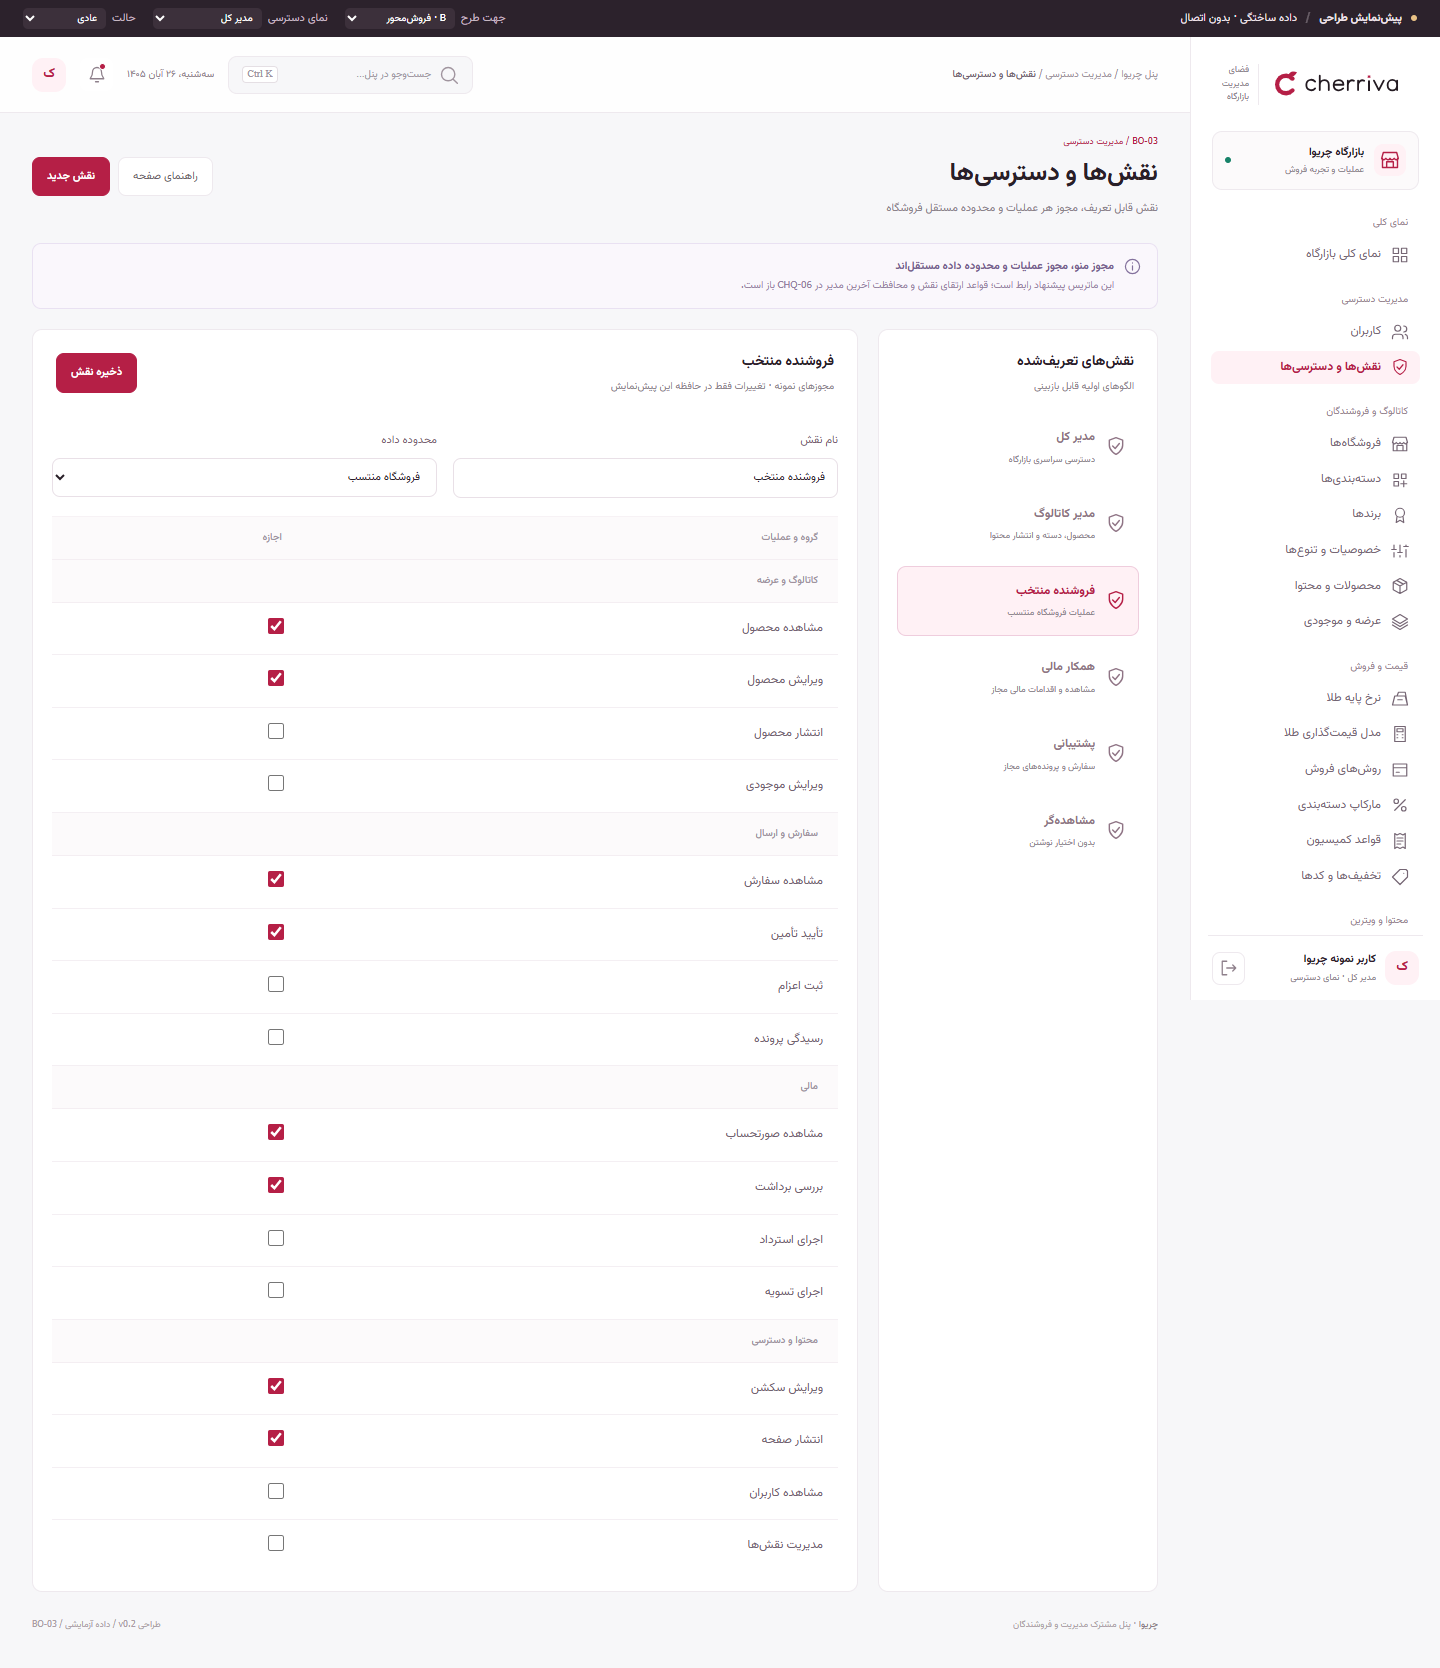 پیش‌نمایش طراحی / داده ساختگی • بدون اتصال
جهت طرح B • فروش‌محور
نمای دسترسی مدیر کل
حالت عادی
cherriva
فضای
مدیریت
بازارگاه
بازارگاه چریوا
عملیات و تجربه فروش
نمای کلی
نمای کلی بازارگاه
مدیریت دسترسی
کاربران
نقش‌ها و دسترسی‌ها
کاتالوگ و فروشندگان
فروشگاه‌ها
دسته‌بندی‌ها
برندها
خصوصیات و تنوع‌ها
محصولات و محتوا
عرضه و موجودی
قیمت و فروش
نرخ پایه طلا
مدل قیمت‌گذاری طلا
روش‌های فروش
مارکاپ دسته‌بندی
قواعد کمیسیون
تخفیف‌ها و کدها
محتوا و ویترین
ک
کاربر نمونه چریوا
مدیر کل • نمای دسترسی
پنل چریوا / مدیریت دسترسی / نقش‌ها و دسترسی‌ها
جست‌وجو در پنل...
Ctrl K
سه‌شنبه، ۲۶ آبان ۱۴۰۵
ک
BO-03 / مدیریت دسترسی
نقش‌ها و دسترسی‌ها
نقش قابل تعریف، مجوز هر عملیات و محدوده مستقل فروشگاه
راهنمای صفحه
نقش جدید
مجوز منو، مجوز عملیات و محدوده داده مستقل‌اند
این ماتریس پیشنهاد رابط است؛ قواعد ارتقای نقش و محافظت آخرین مدیر در CHQ-06 باز است.
نقش‌های تعریف‌شده
الگوهای اولیه قابل بازبینی
مدیر کل
دسترسی سراسری بازارگاه
مدیر کاتالوگ
محصول، دسته و انتشار محتوا
فروشنده منتخب
عملیات فروشگاه منتسب
همکار مالی
مشاهده و اقدامات مالی مجاز
پشتیبانی
سفارش و پرونده‌های مجاز
مشاهده‌گر
بدون اختیار نوشتن
فروشنده منتخب
مجوزهای نمونه • تغییرات فقط در حافظه این پیش‌نمایش
ذخیره نقش
نام نقش
فروشنده منتخب
محدوده داده
فروشگاه منتسب
گروه و عملیات اجازه
کاتالوگ و عرضه
مشاهده محصول
ویرایش محصول
انتشار محصول
ویرایش موجودی
سفارش و ارسال
مشاهده سفارش
تأیید تأمین
ثبت اعزام
رسیدگی پرونده
مالی
مشاهده صورتحساب
بررسی برداشت
اجرای استرداد
اجرای تسویه
محتوا و دسترسی
ویرایش سکشن
انتشار صفحه
مشاهده کاربران
مدیریت نقش‌ها
چریوا • پنل مشترک مدیریت و فروشندگان
طراحی v0.2 / داده آزمایشی / BO-03